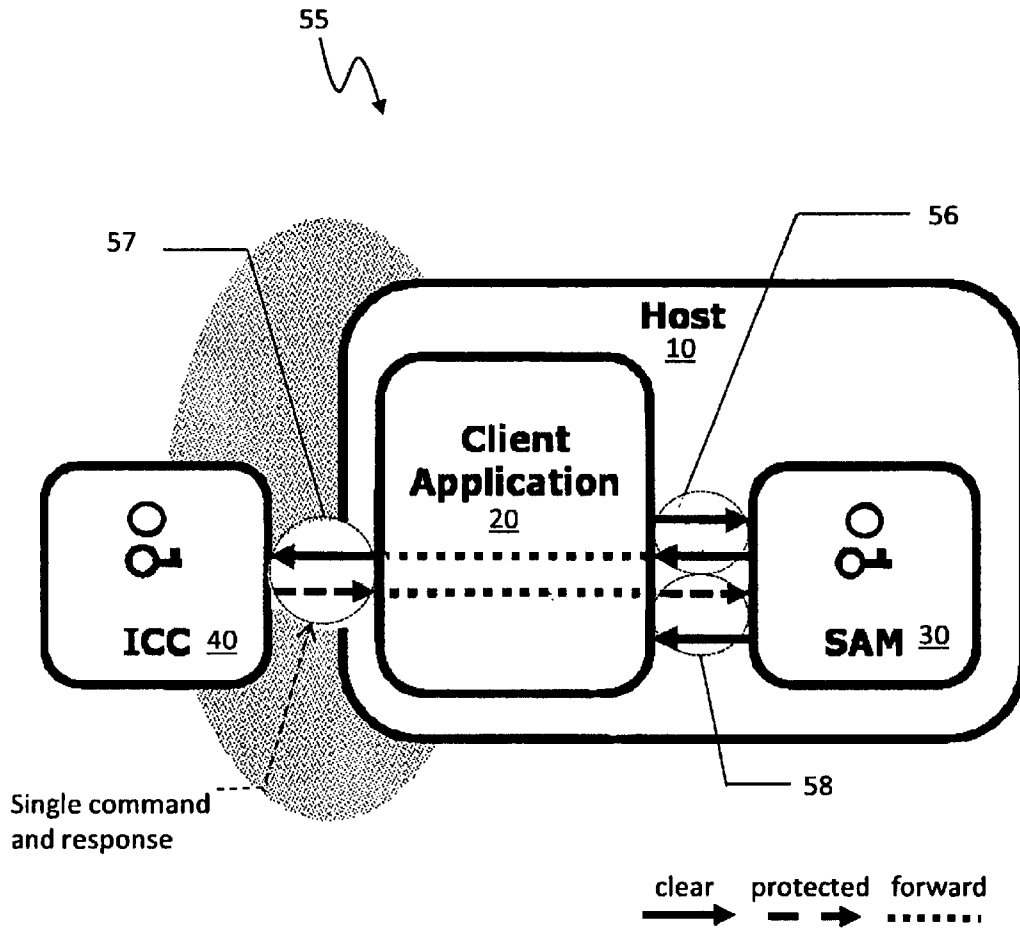 55
57
56
Host
10
Client
Application
20
ICC 40
SAM 30
58
Single command
and response
clear protected forward